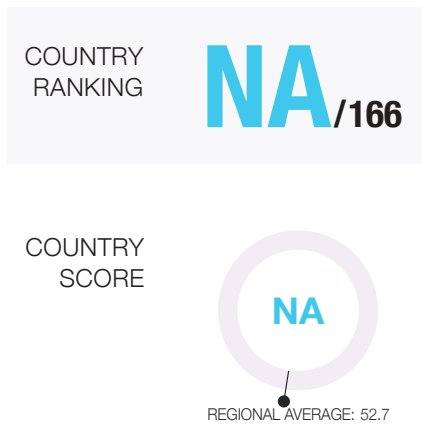 COUNTRY
RANKING
NA/166
COUNTRY
SCORE
NA
REGIONAL AVERAGE: 52.7